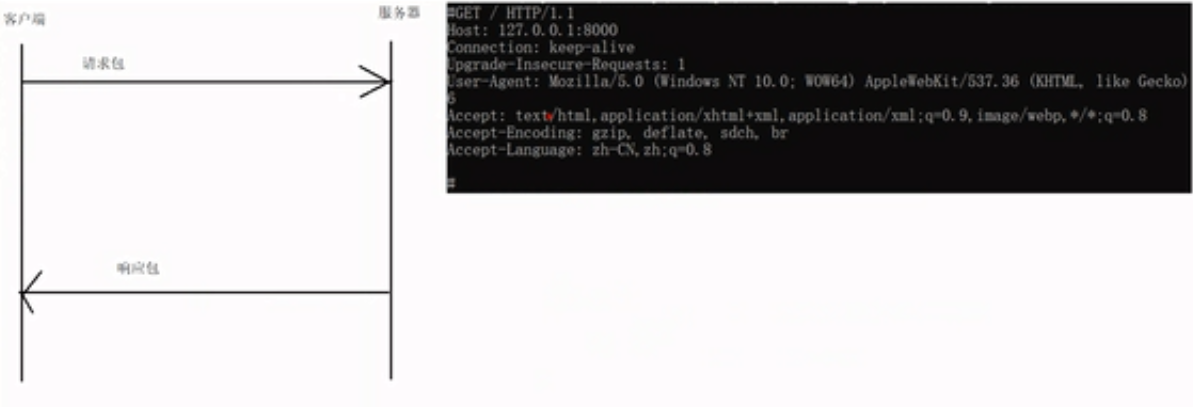 客户端
服务器
请求包
响应包
#GET / HTTP/1.1
Host: 127.0.0.1:8000
Connection: keep-alive
Upgrade-Insecure-Requests: 1
User-Agent: Mozilla/5.0 (Windows NT 10.0; WOW64) AppleWebKit/537.36 (KHTML, like Gecko)
6
Accept: text/html,application/xhtml+xml,application/xml;q=0.9,image/webp,*/*;q=0.8
Accept-Encoding: gzip, deflate, sdch, br
Accept-Language: zh-CN,zh;q=0.8
#